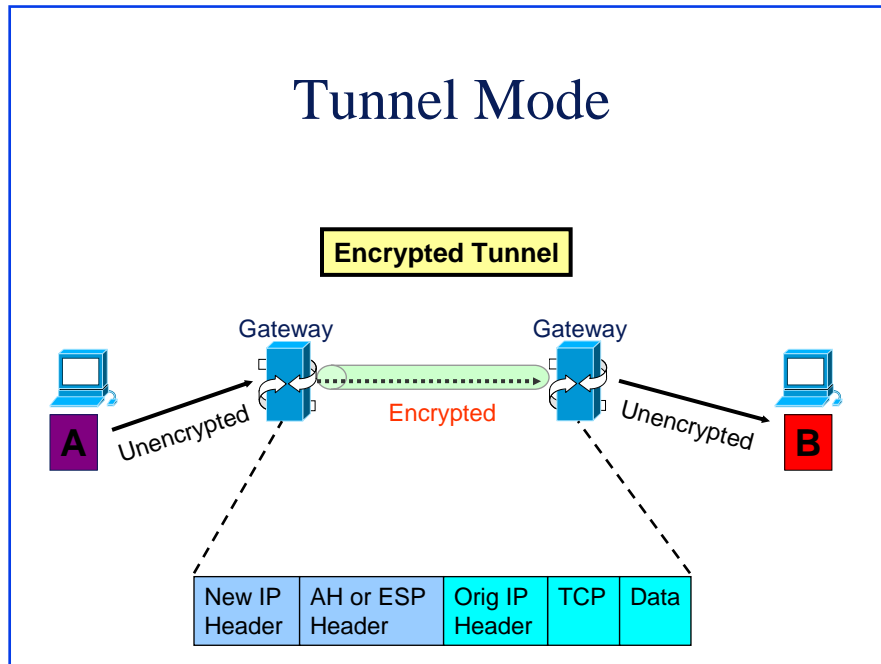 Tunnel Mode
Encrypted Tunnel
Gateway
Gateway
A
Unencrypted
Encrypted
Unencrypted
B
New IP
Header
AH or ESP
Header
Orig IP
Header
TCP
Data